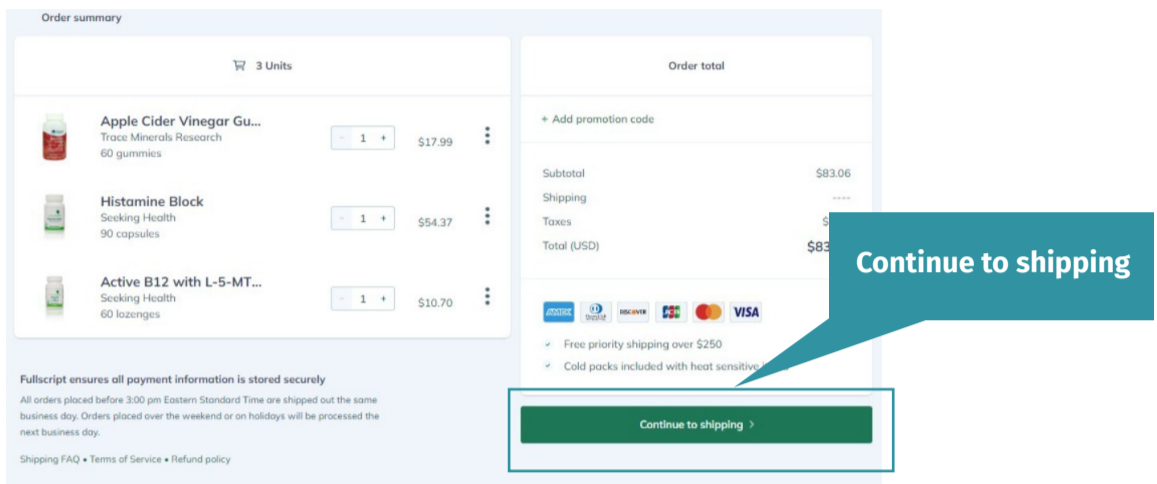 Order summary
3 Units
Apple Cider Vinegar Gu...
Trace Minerals Research
60 gummies
- 1 +
$17.99
Histamine Block
Seeking Health
90 capsules
- 1 +
$54.37
Active B12 with L-5-MT...
Seeking Health
60 lozenges
- 1 +
$10.70
Fullscript ensures all payment information is stored securely
All orders placed before 3:00 pm Eastern Standard Time are shipped out the same
business day. Orders placed over the weekend or on holidays will be processed the
next business day.
Shipping FAQ • Terms of Service • Refund policy
Order total
+ Add promotion code
Subtotal $83.06
Shipping ----
Taxes $
Total (USD) $83.
AMEX DISCOVER JCB VISA
Free priority shipping over $250
Cold packs included with heat sensitive
Continue to shipping >
Continue to shipping